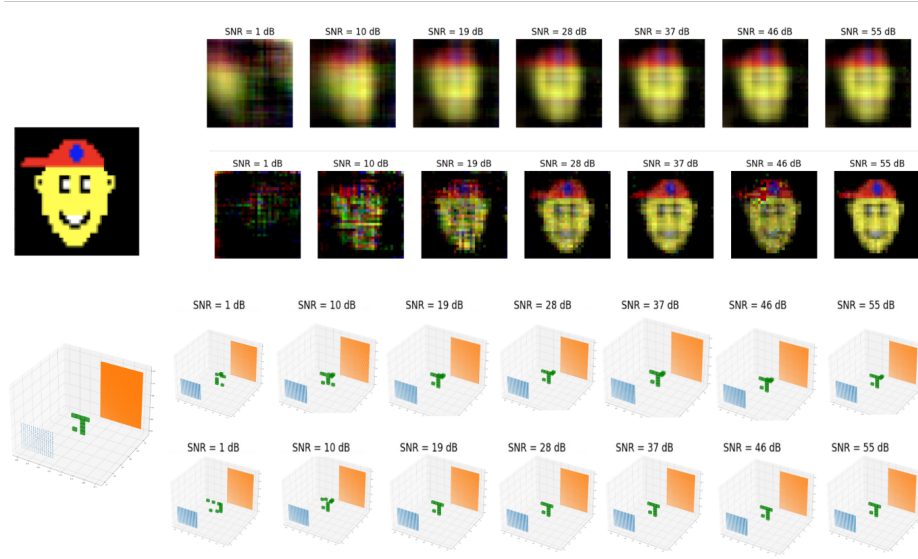 SNR = 1 dB SNR = 10 dB SNR = 19 dB SNR = 28 dB SNR = 37 dB SNR = 46 dB SNR = 55 dB
SNR = 1 dB SNR = 10 dB SNR = 19 dB SNR = 28 dB SNR = 37 dB SNR = 46 dB SNR = 55 dB
SNR = 1 dB SNR = 10 dB SNR = 19 dB SNR = 28 dB SNR = 37 dB SNR = 46 dB SNR = 55 dB
SNR = 1 dB SNR = 10 dB SNR = 19 dB SNR = 28 dB SNR = 37 dB SNR = 46 dB SNR = 55 dB